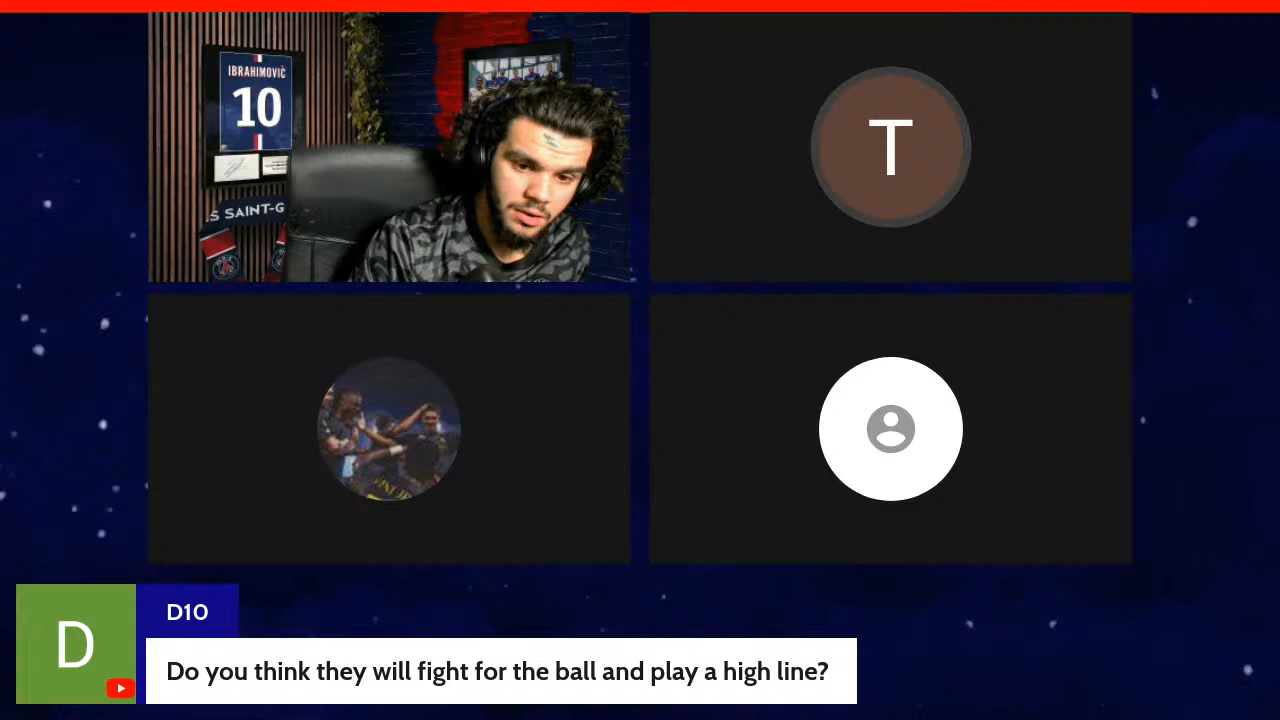 IBRAHIMOVIĆ
10
S SAINT-G
T
D
D10
Do you think they will fight for the ball and play a high line?